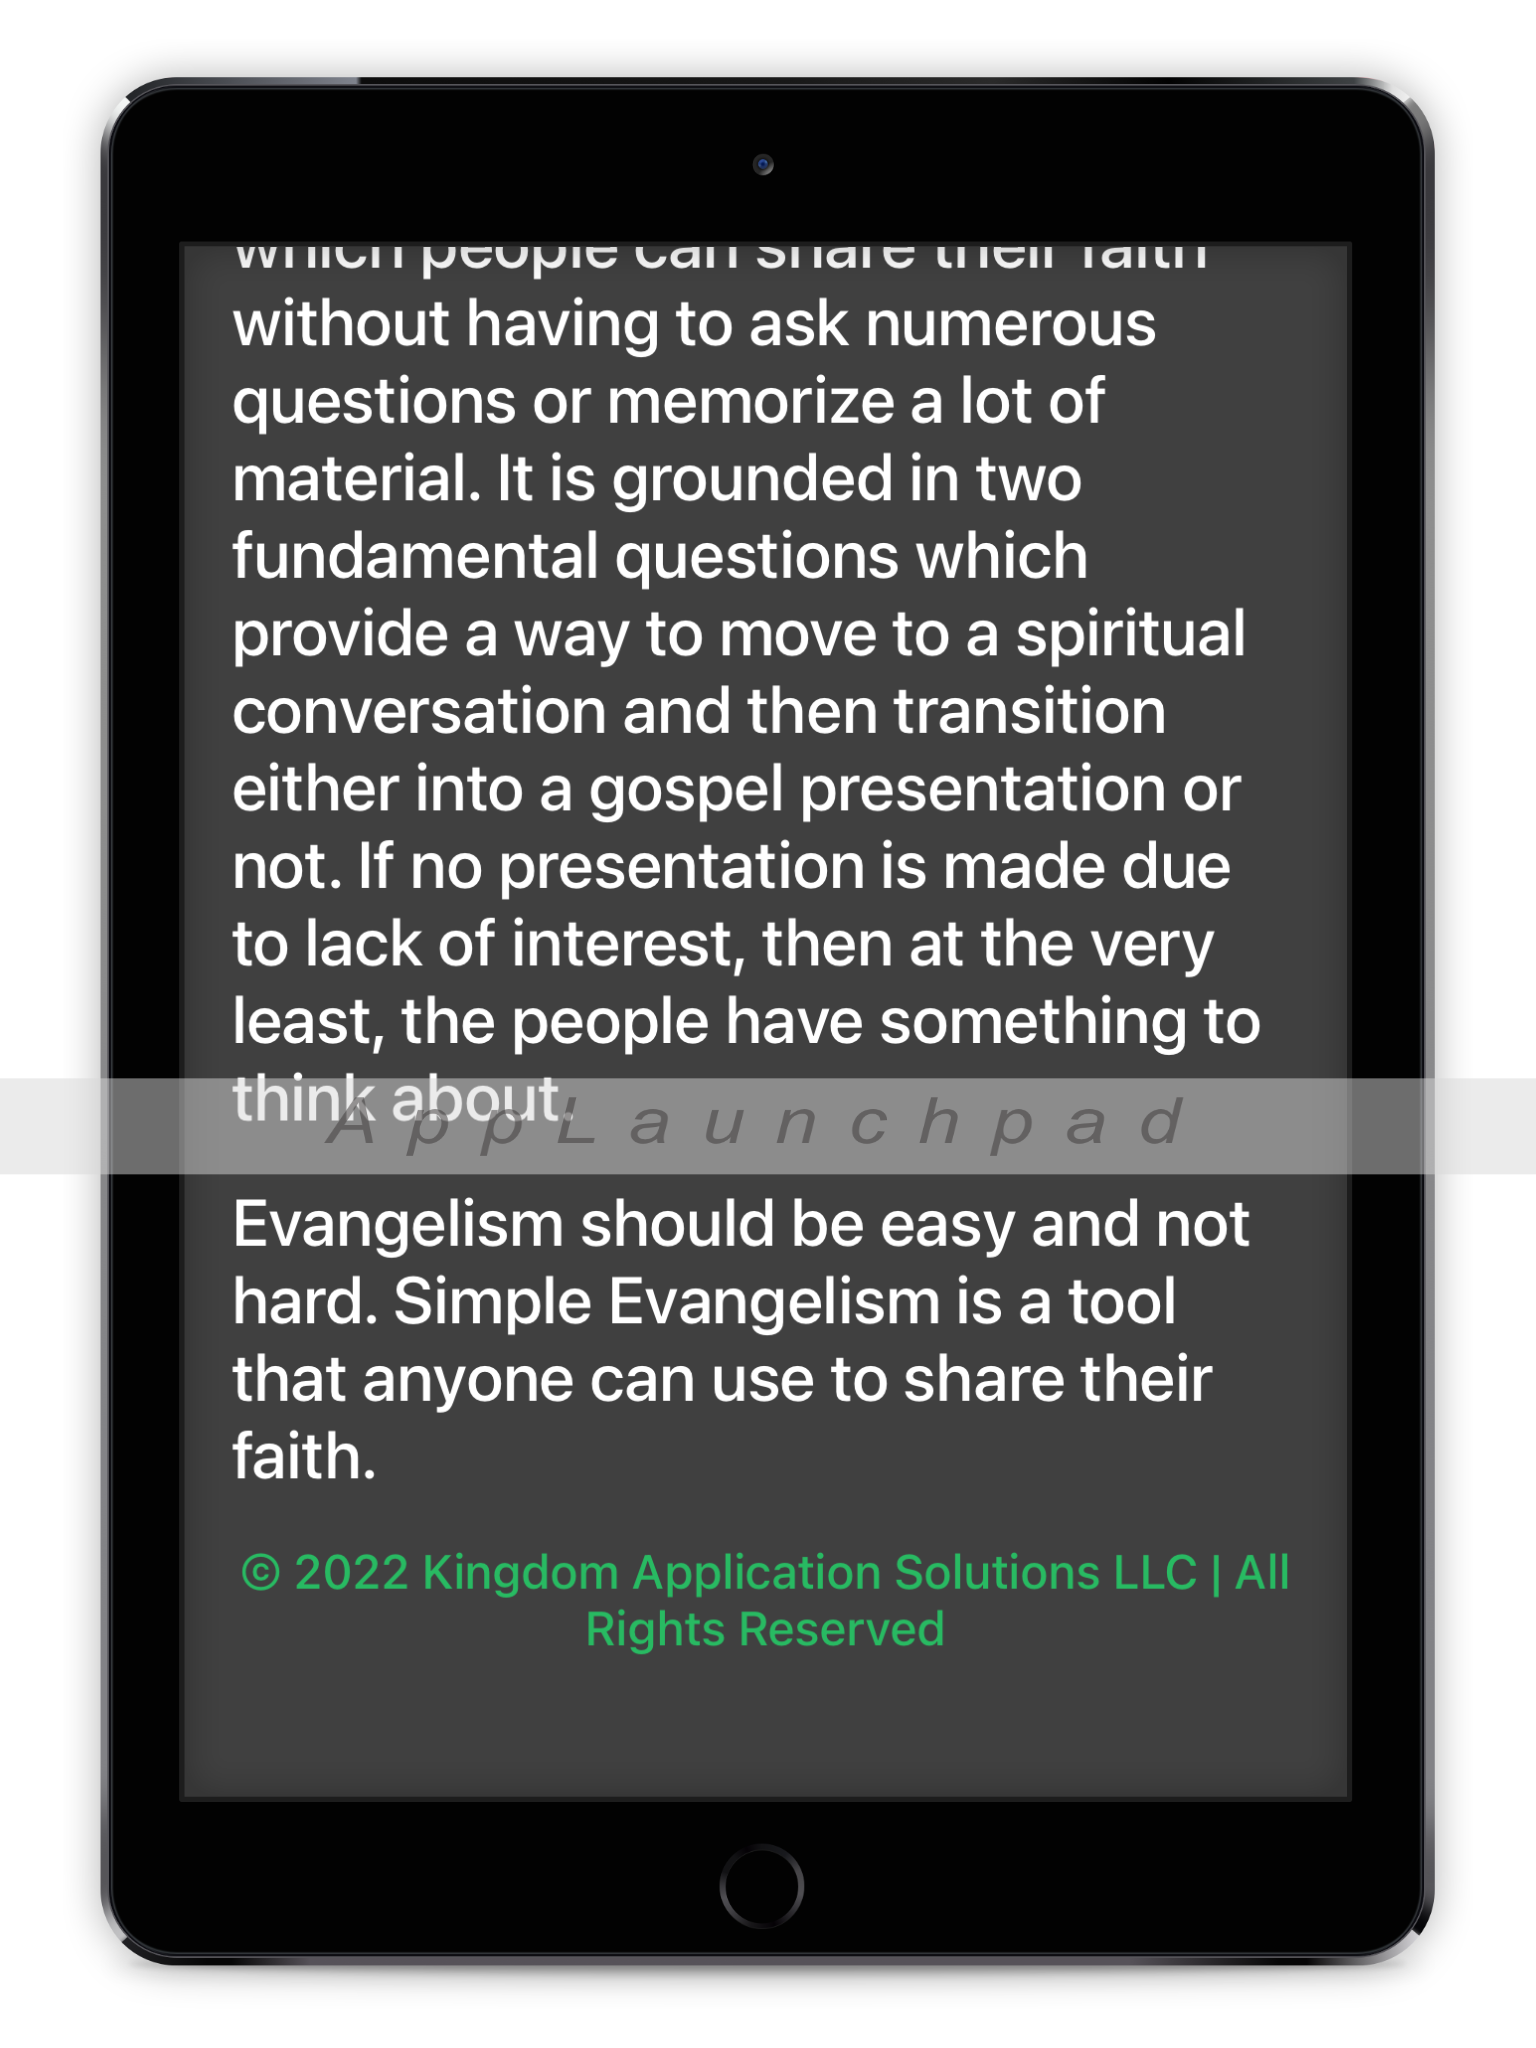 which people can share their faith
without having to ask numerous
questions or memorize a lot of
material. It is grounded in two
fundamental questions which
provide a way to move to a spiritual
conversation and then transition
either into a gospel presentation or
not. If no presentation is made due
to lack of interest, then at the very
least, the people have something to
think about.
AppLaunchpad
Evangelism should be easy and not
hard. Simple Evangelism is a tool
that anyone can use to share their
faith.
© 2022 Kingdom Application Solutions LLC | All
Rights Reserved